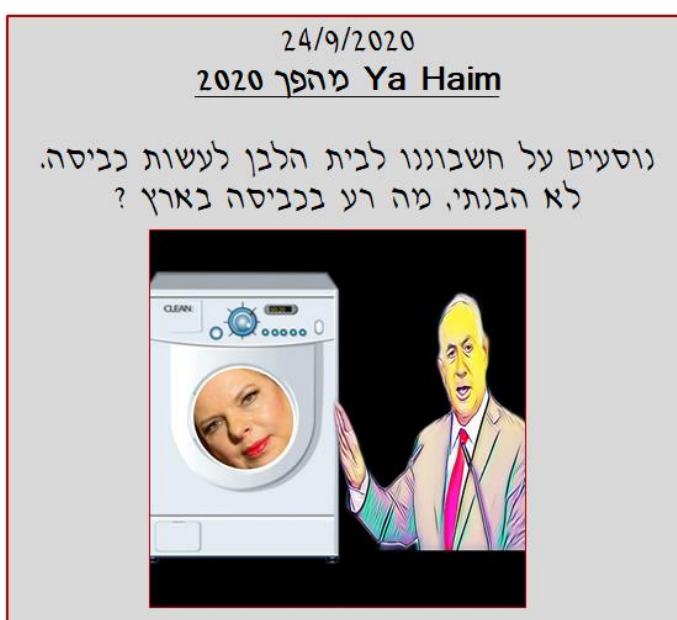 24/9/2020
Ya Haim מהפך 2020
נוסעים על חשבוננו לבית הלבן לעשות כביסה.
לא הבנתי, מה רע בכביסה בארץ ?
CLEAN